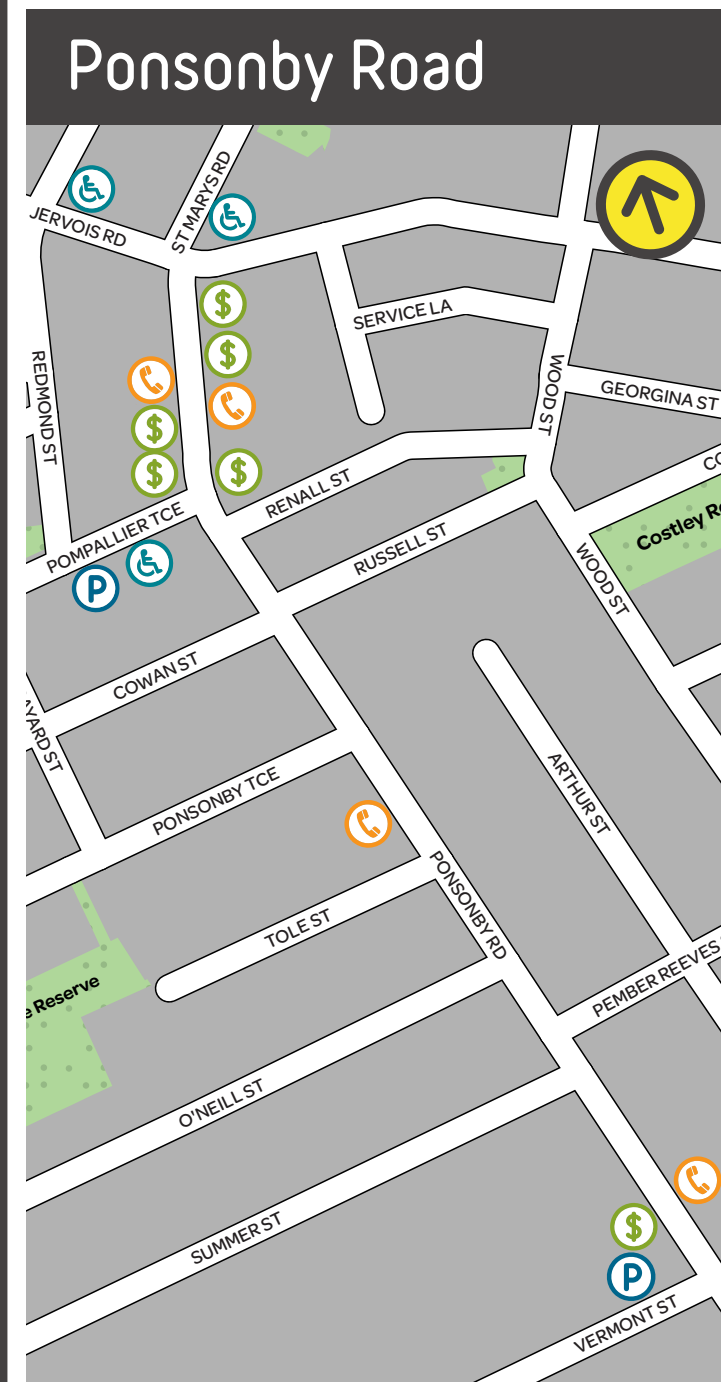 Ponsonby Road
JERVOIS RD
ST MARYS RD
SERVICE LA
REDMOND ST
WOOD ST
GEORGINA ST
RENALL ST
POMPALLIER TCE
RUSSELL ST
Costley
WOOD ST
COWAN ST
ARTHUR ST
PONSONBY TCE
PONSONBY RD
TOLE ST
PEMBER REEVES
Reserve
O'NEILL ST
SUMMER ST
VERMONT ST
$
$
$
$
$
$
P
P